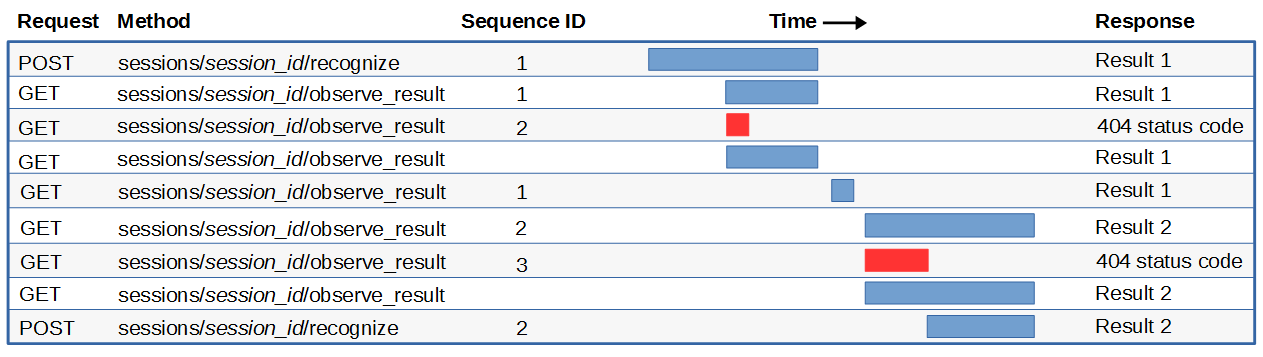 Request Method Sequence ID Time Response
POST sessions/session_id/recognize 1 Result 1
GET sessions/session_id/observe_result 1 Result 1
GET sessions/session_id/observe_result 2 404 status code
GET sessions/session_id/observe_result Result 1
GET sessions/session_id/observe_result 1 Result 1
GET sessions/session_id/observe_result 2 Result 2
GET sessions/session_id/observe_result 3 404 status code
GET sessions/session_id/observe_result Result 2
POST sessions/session_id/recognize 2 Result 2